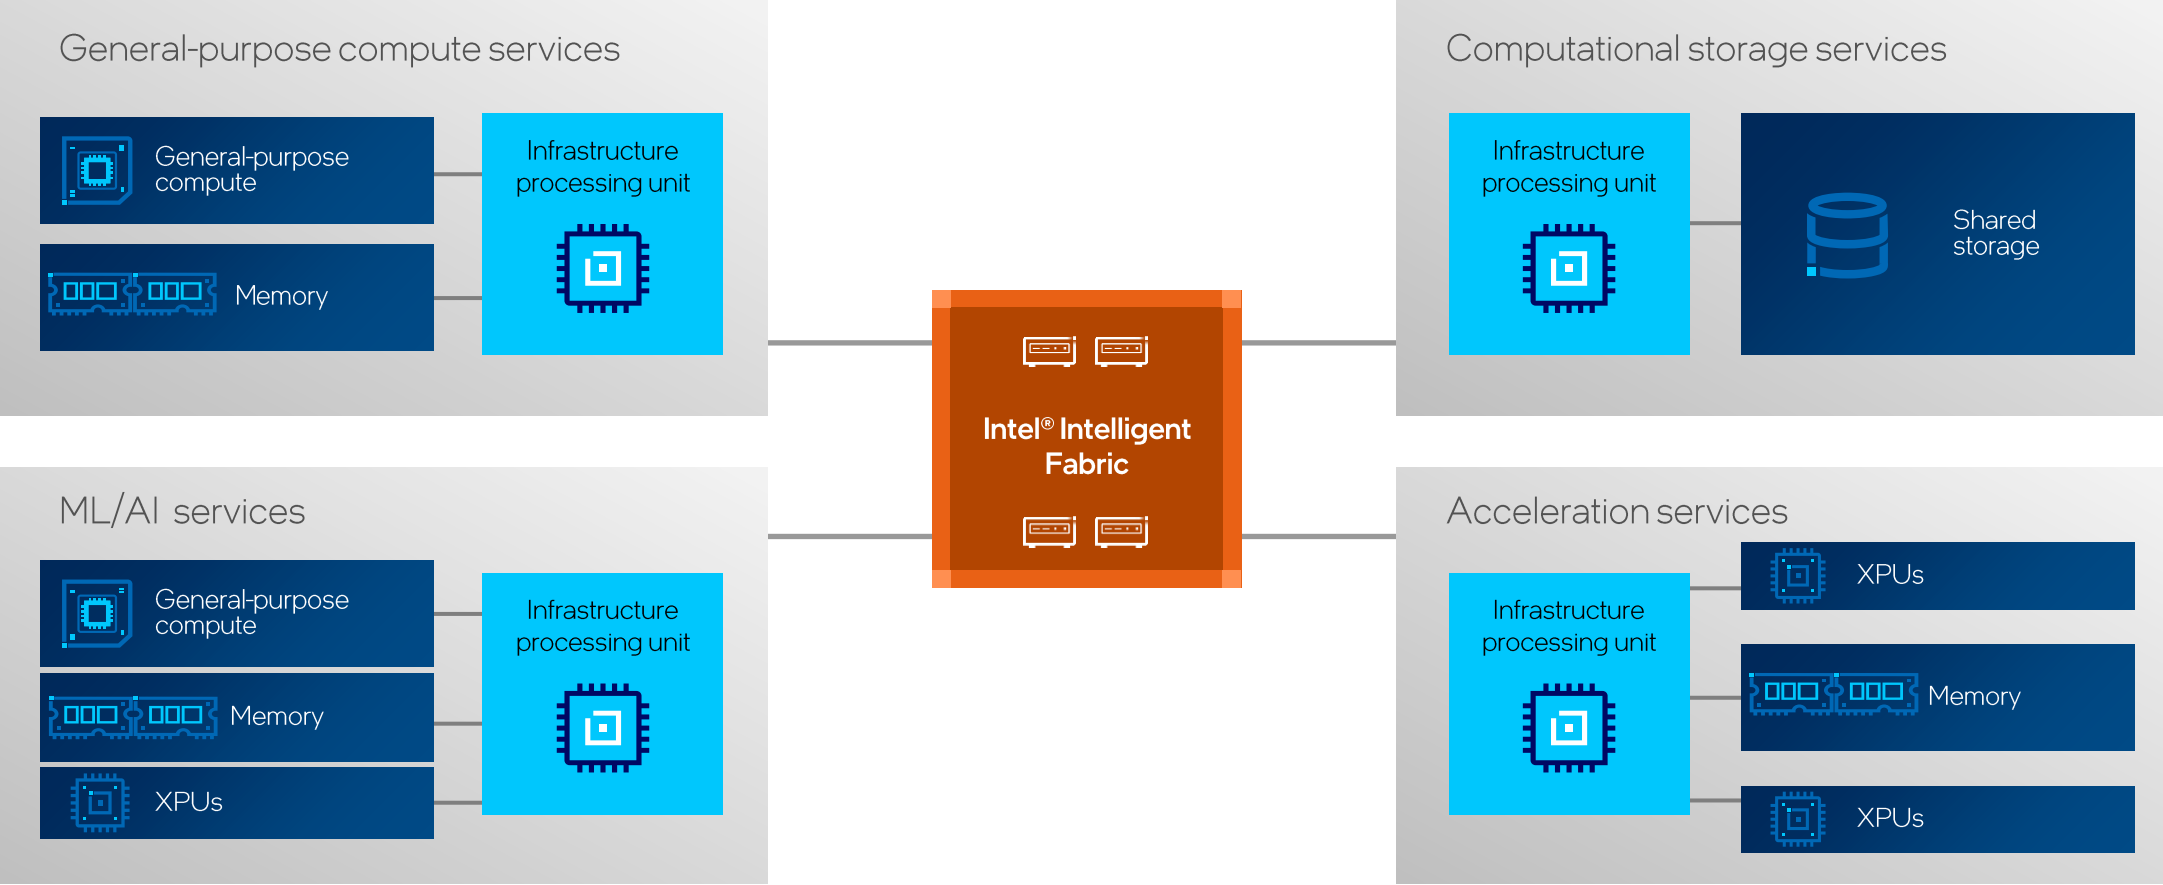 General-purpose compute services
General-purpose
compute
Memory
Infrastructure
processing unit
Computational storage services
Infrastructure
processing unit
Shared
storage
Intel® Intelligent
Fabric
ML/AI services
General-purpose
compute
Memory
XPUs
Infrastructure
processing unit
Acceleration services
Infrastructure
processing unit
XPUs
Memory
XPUs